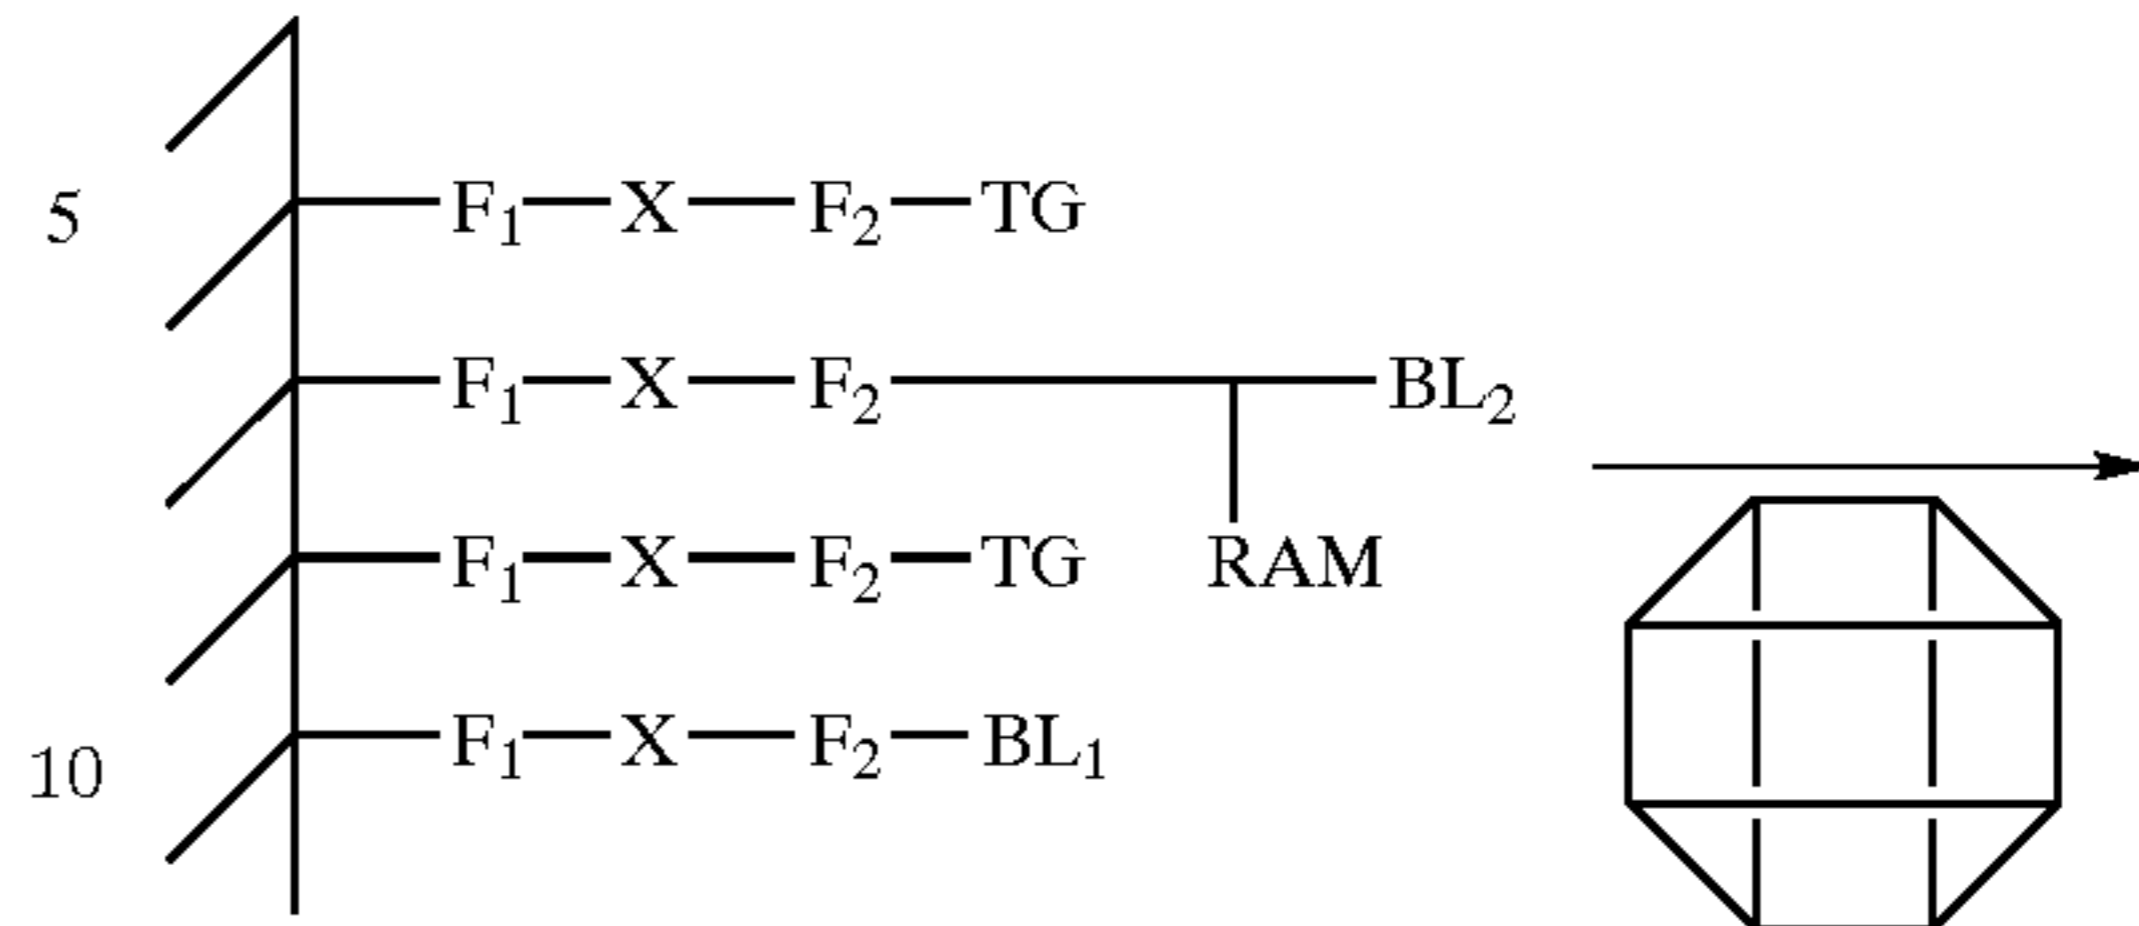 5 F₁—X—F₂—TG
F₁—X—F₂ BL₂
F₁—X—F₂—TG RAM
10 F₁—X—F₂—BL₁